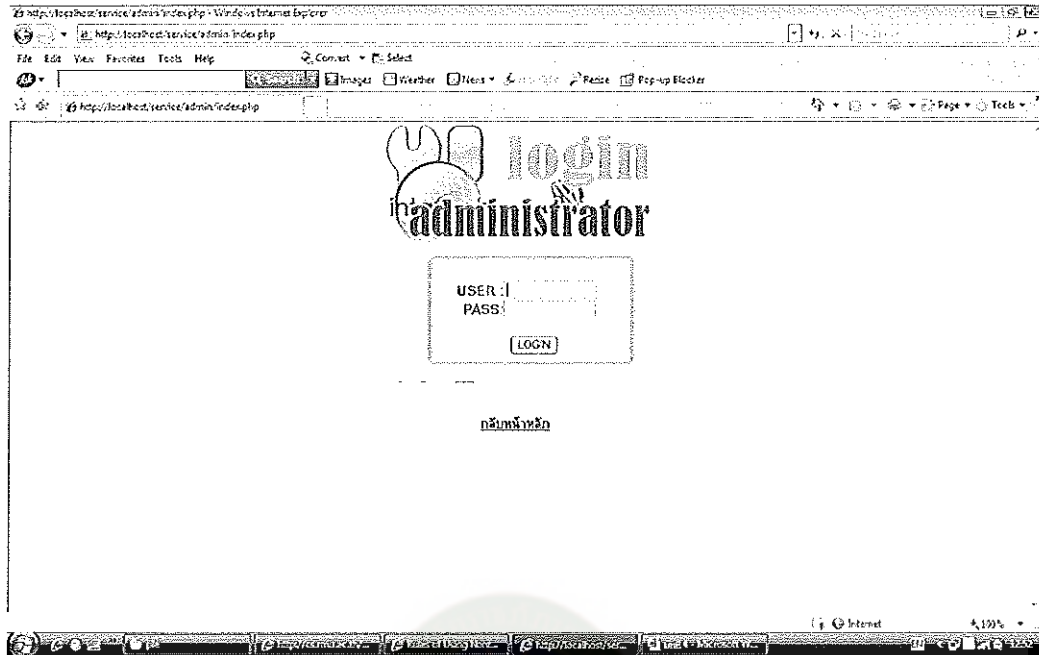 http://localhost/service/admin/index.php - Windows Internet Explorer
http://localhost/service/admin/index.php
File Edit View Favorites Tools Help Convert Select
Images Weather News Resize Pop-up Blocker
http://localhost/service/admin/index.php Page Tools
login
administrator
USER :
PASS
LOGIN
กลับหน้าหลัก
Internet 100%